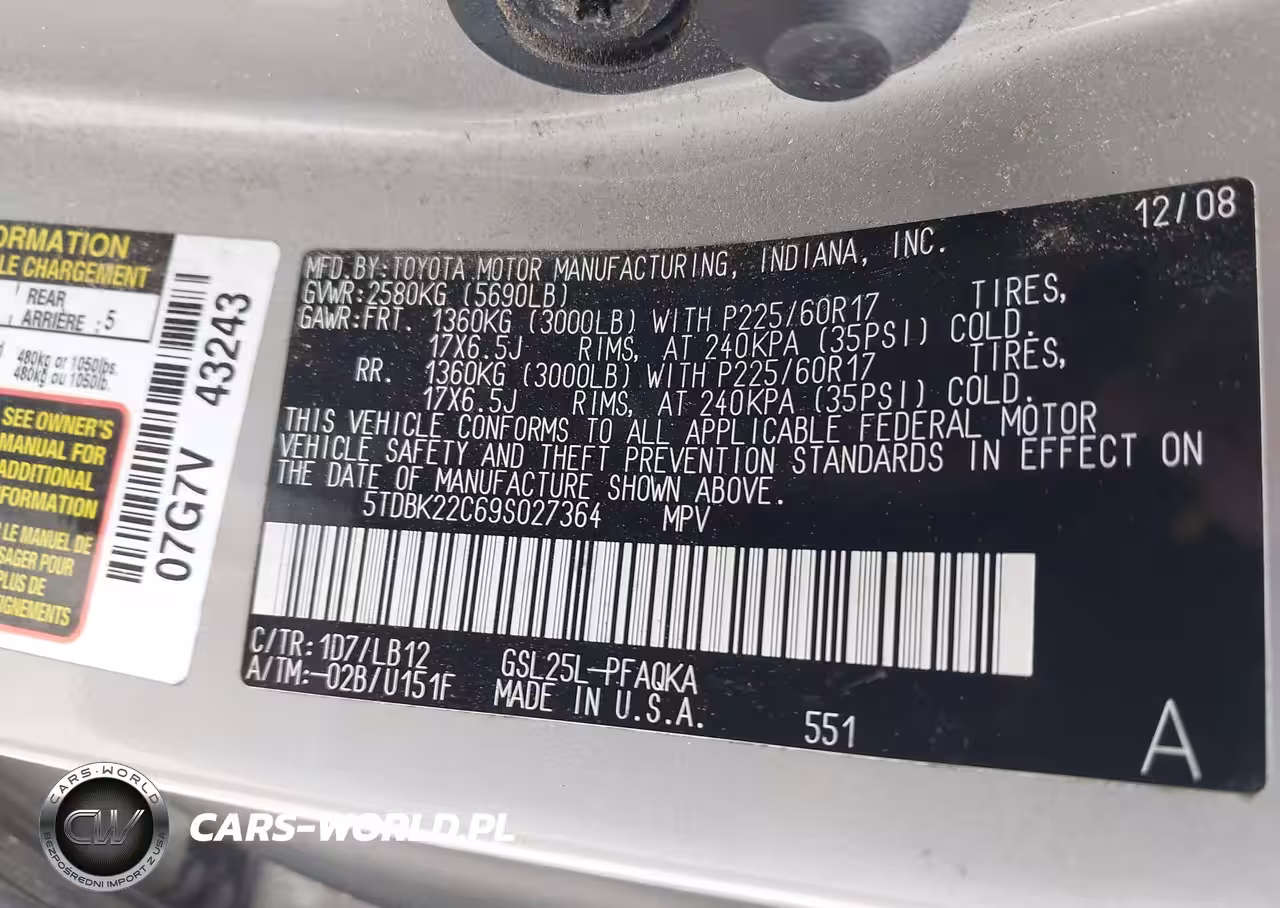 ORMATION
LE CHARGEMENT
REAR
ARRIÈRE : 5
480kg or 1050lbs.
480kg ou 1050lb.
SEE OWNER'S
MANUAL FOR
ADDITIONAL
FORMATION
LE MANUEL DE
SAGER POUR
PLUS DE
IGNEMENTS
07G7V 43243
12/08
MFD.BY:TOYOTA MOTOR MANUFACTURING, INDIANA, INC.
GVWR:2580KG (5690LB)
GAWR:FRT. 1360KG (3000LB) WITH P225/60R17 TIRES,
17X6.5J RIMS, AT 240KPA (35PSI) COLD.
RR. 1360KG (3000LB) WITH P225/60R17 TIRES,
17X6.5J RIMS, AT 240KPA (35PSI) COLD.
THIS VEHICLE CONFORMS TO ALL APPLICABLE FEDERAL MOTOR
VEHICLE SAFETY AND THEFT PREVENTION STANDARDS IN EFFECT ON
THE DATE OF MANUFACTURE SHOWN ABOVE.
5TDBK22C69S027364 MPV
C/TR:1D7/LB12
A/TM:-02B/U151F
GSL25L-PFAQKA
MADE IN U.S.A.
551
A
CARS-WORLD
CW
BEZPOŚREDNI IMPORT Z USA
CARS-WORLD.PL